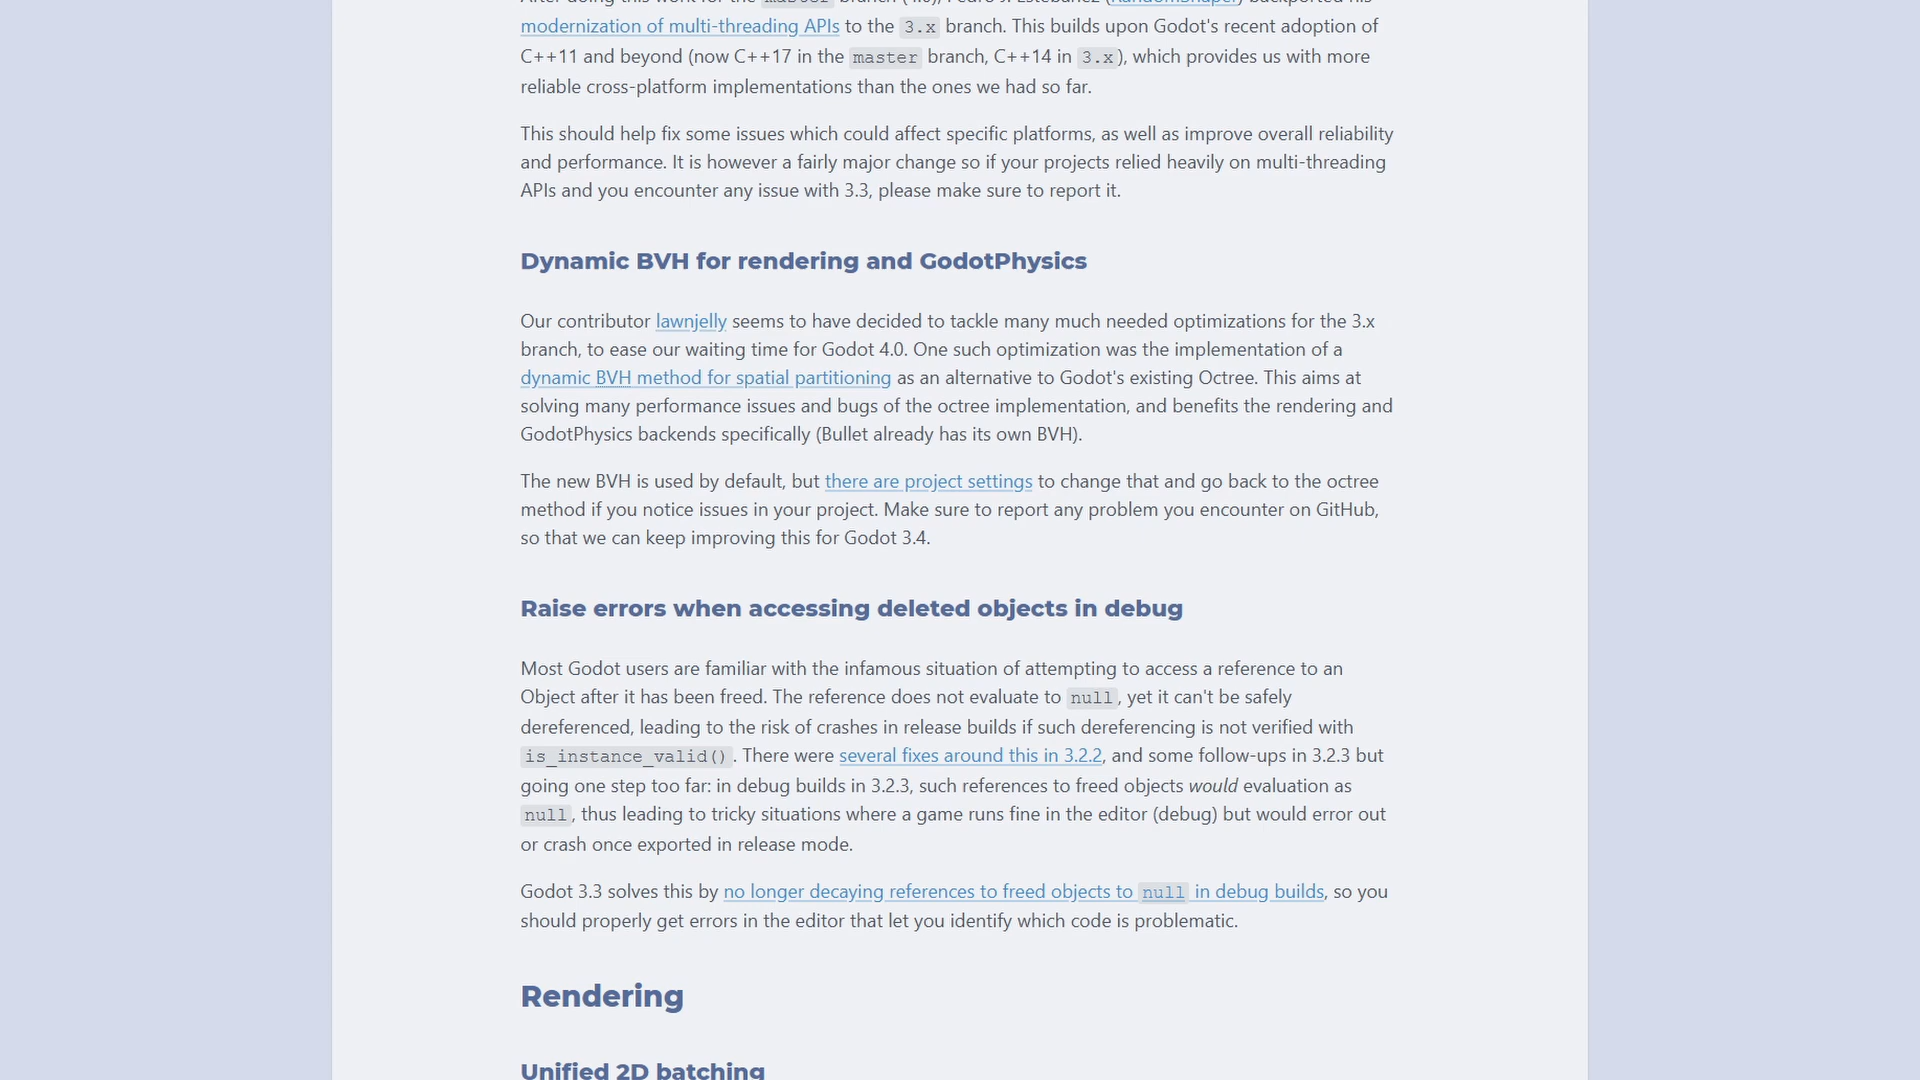 After doing this work for the master branch (4.0), Pedro J. Estébanez (RandomShaper) backported his
modernization of multi-threading APIs to the 3.x branch. This builds upon Godot's recent adoption of
C++11 and beyond (now C++17 in the master branch, C++14 in 3.x), which provides us with more
reliable cross-platform implementations than the ones we had so far.
This should help fix some issues which could affect specific platforms, as well as improve overall reliability
and performance. It is however a fairly major change so if your projects relied heavily on multi-threading
APIs and you encounter any issue with 3.3, please make sure to report it.
Dynamic BVH for rendering and GodotPhysics
Our contributor lawnjelly seems to have decided to tackle many much needed optimizations for the 3.x
branch, to ease our waiting time for Godot 4.0. One such optimization was the implementation of a
dynamic BVH method for spatial partitioning as an alternative to Godot's existing Octree. This aims at
solving many performance issues and bugs of the octree implementation, and benefits the rendering and
GodotPhysics backends specifically (Bullet already has its own BVH).
The new BVH is used by default, but there are project settings to change that and go back to the octree
method if you notice issues in your project. Make sure to report any problem you encounter on GitHub,
so that we can keep improving this for Godot 3.4.
Raise errors when accessing deleted objects in debug
Most Godot users are familiar with the infamous situation of attempting to access a reference to an
Object after it has been freed. The reference does not evaluate to null, yet it can't be safely
dereferenced, leading to the risk of crashes in release builds if such dereferencing is not verified with
is_instance_valid(). There were several fixes around this in 3.2.2, and some follow-ups in 3.2.3 but
going one step too far: in debug builds in 3.2.3, such references to freed objects would evaluation as
null, thus leading to tricky situations where a game runs fine in the editor (debug) but would error out
or crash once exported in release mode.
Godot 3.3 solves this by no longer decaying references to freed objects to null in debug builds, so you
should properly get errors in the editor that let you identify which code is problematic.
Rendering
Unified 2D batching